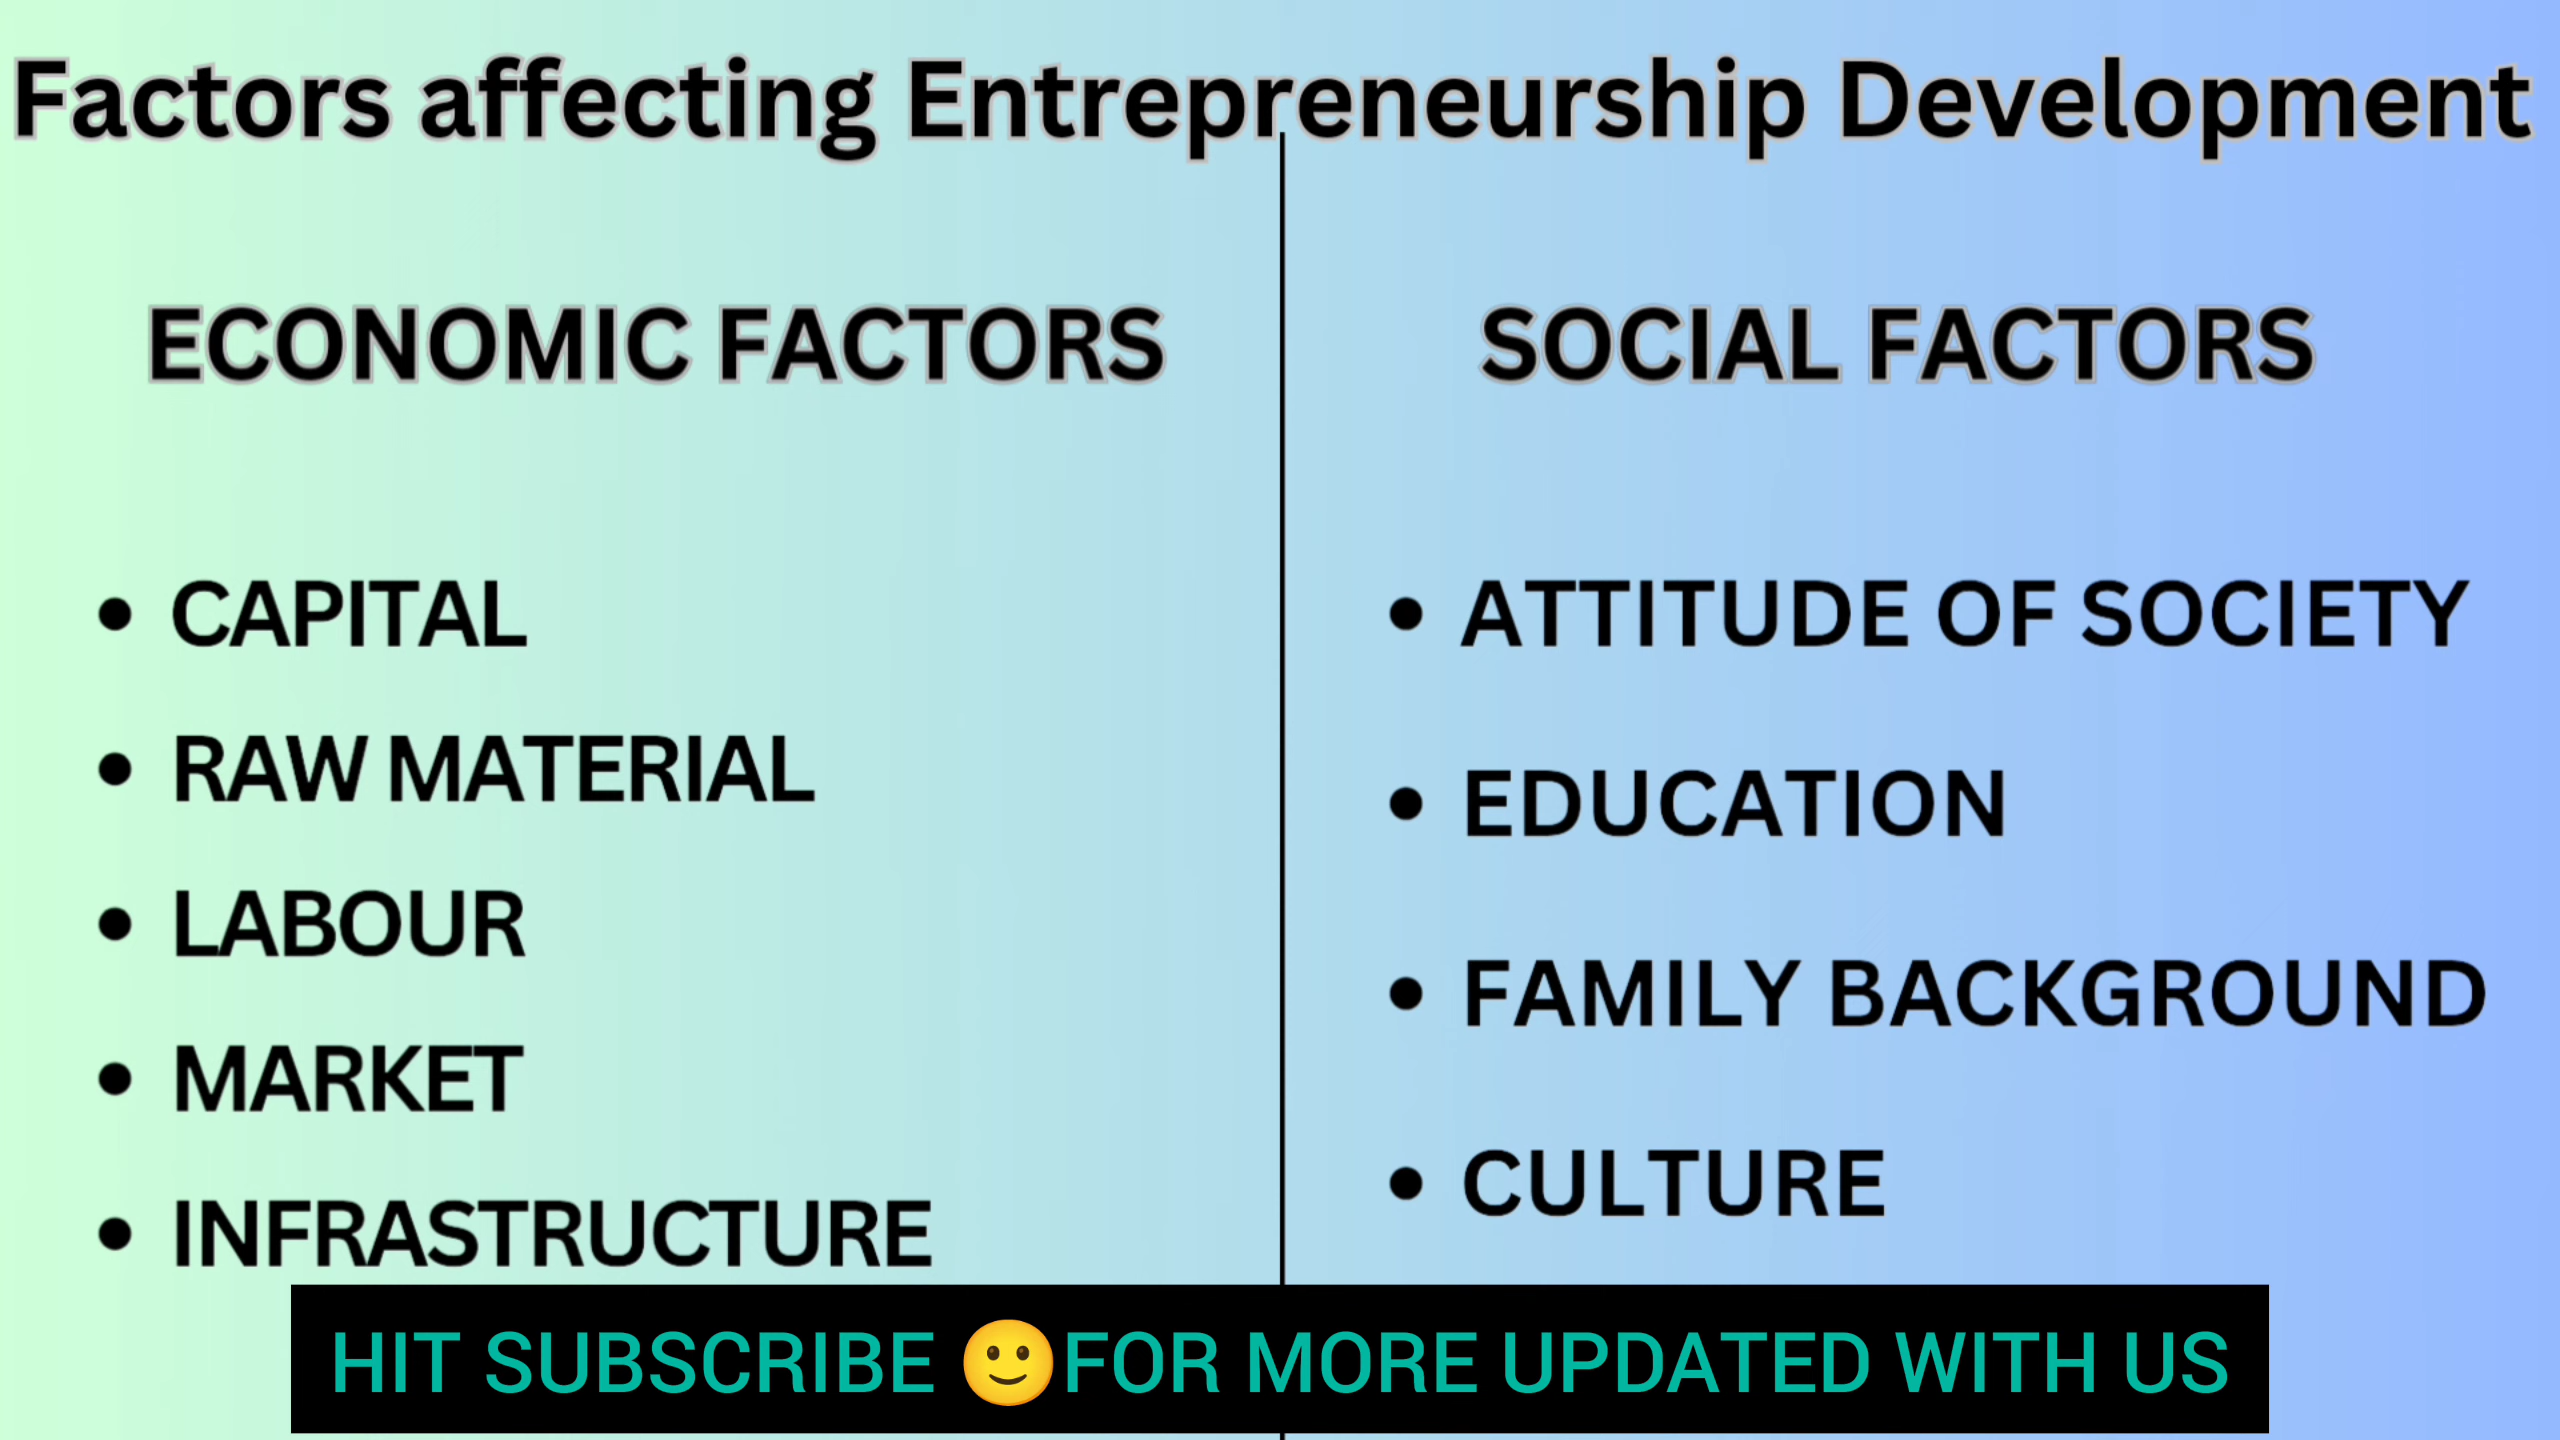 Factors affecting Entrepreneurship Development
ECONOMIC FACTORS
• CAPITAL
• RAW MATERIAL
• LABOUR
• MARKET
• INFRASTRUCTURE
SOCIAL FACTORS
• ATTITUDE OF SOCIETY
• EDUCATION
• FAMILY BACKGROUND
• CULTURE
HIT SUBSCRIBE 🙂FOR MORE UPDATED WITH US